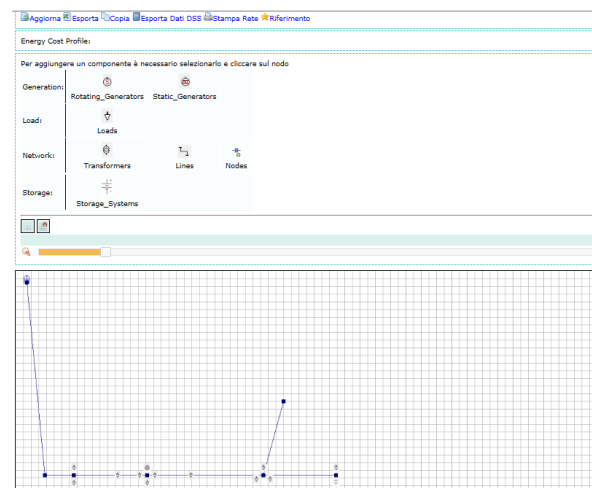 Aggiorna Esporta Copia Esporta Dati DSS Stampa Rete Riferimento
Energy Cost Profile:
Per aggiungere un componente è necessario selezionarlo e cliccare sul nodo
Generation:
Rotating_Generators Static_Generators
Load:
Loads
Network:
Transformers Lines Nodes
Storage:
Storage_Systems